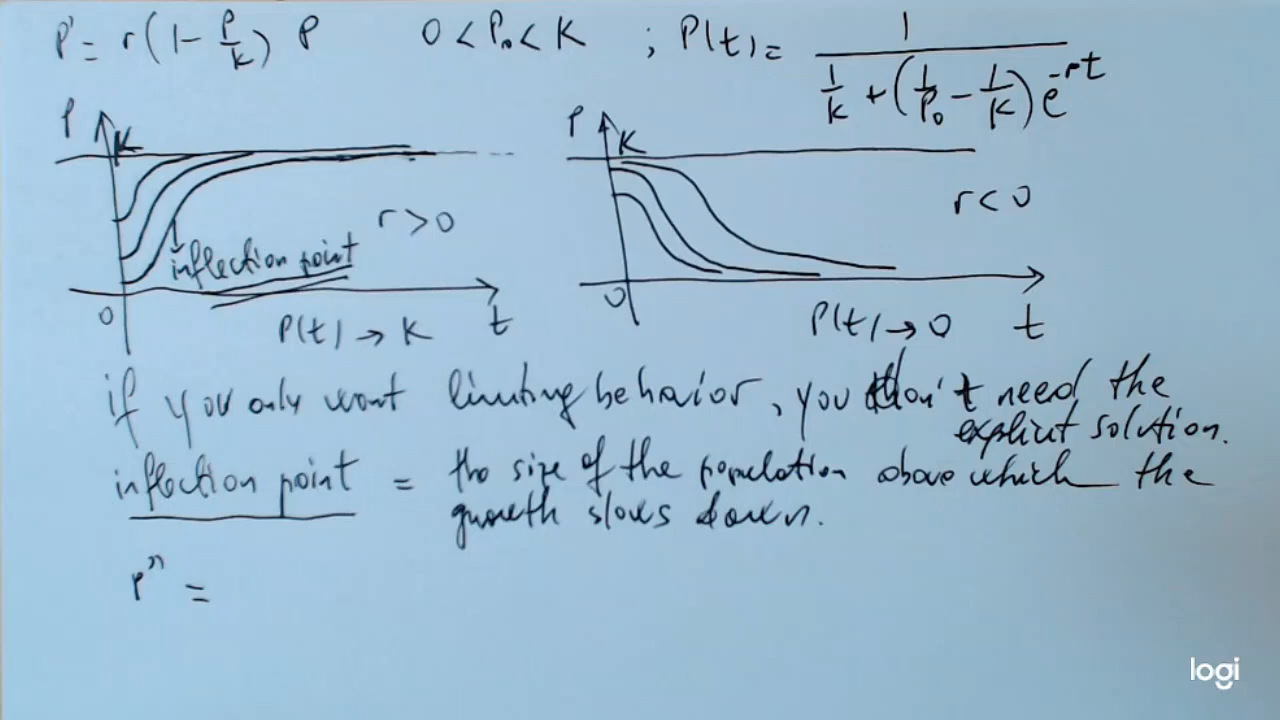 P' = r(1 - P/K) P    0 < P₀ < K    ; P(t) = 1 / (1/K + (1/P₀ - 1/K) e^-rt)
P K
r > 0
inflection point
0 t
P(t) → K
P K
r < 0
0 t
P(t) → 0
if you only want limiting behavior, you don't need the
explicit solution.
inflection point = the size of the population above which the
growth slows down.
P'' =
logi